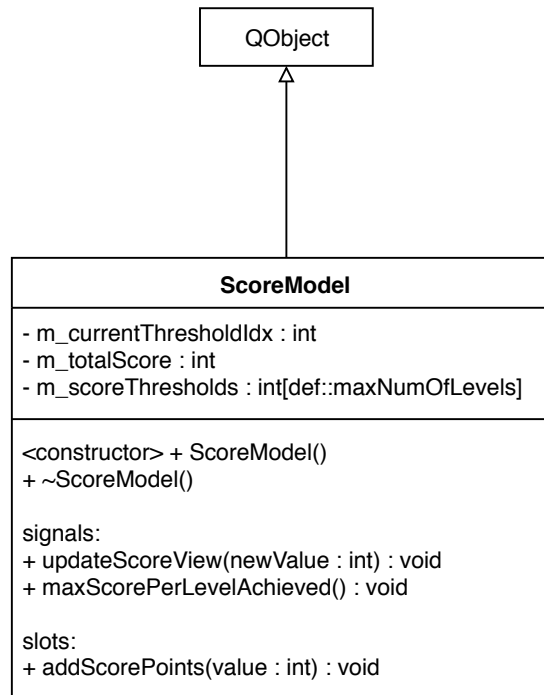 QObject
ScoreModel
- m_currentThresholdIdx : int
- m_totalScore : int
- m_scoreThresholds : int[def::maxNumOfLevels]
<constructor> + ScoreModel()
+ ~ScoreModel()
signals:
+ updateScoreView(newValue : int) : void
+ maxScorePerLevelAchieved() : void
slots:
+ addScorePoints(value : int) : void